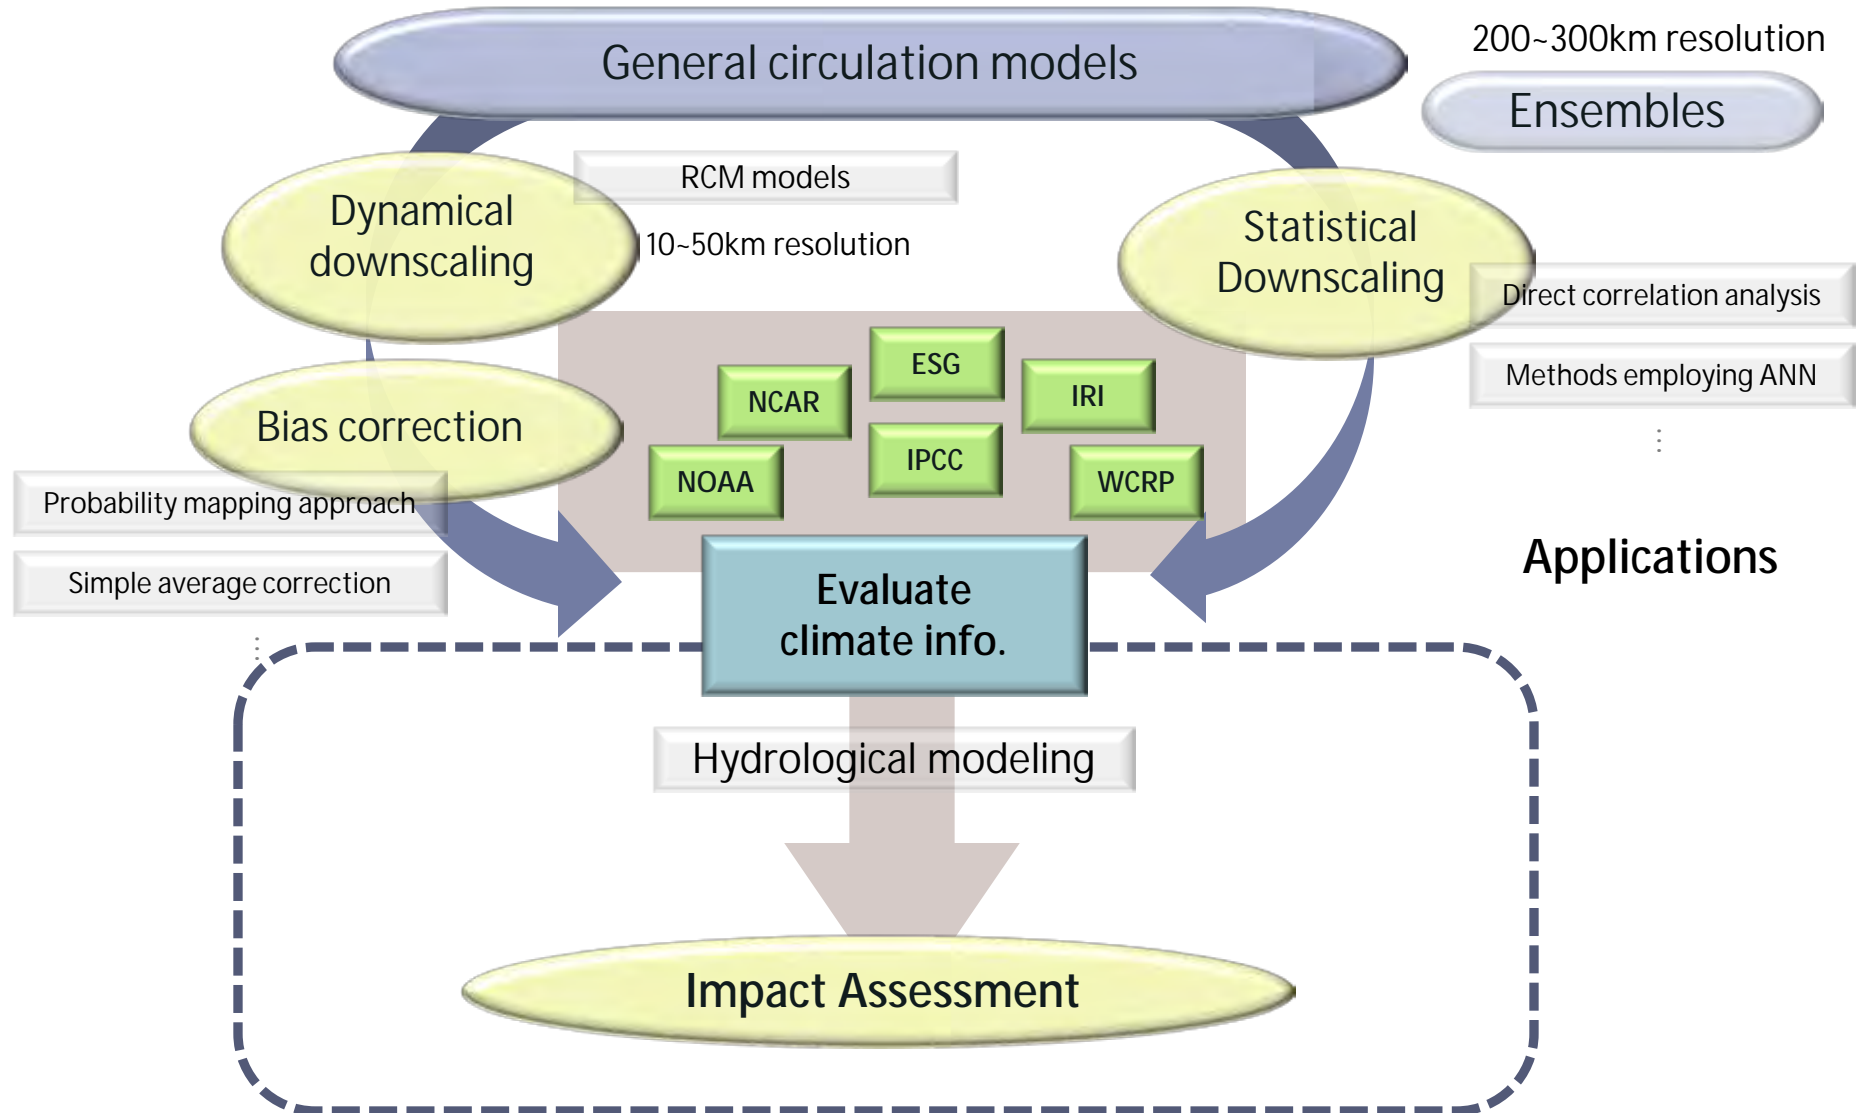 General circulation models
200~300km resolution
Ensembles
RCM models
Dynamical
downscaling
10~50km resolution
Statistical
Downscaling
Direct correlation analysis
Methods employing ANN
⋮
ESG
NCAR
IRI
IPCC
NOAA
WCRP
Bias correction
Probability mapping approach
Simple average correction
⋮
Applications
Evaluate
climate info.
Hydrological modeling
Impact Assessment